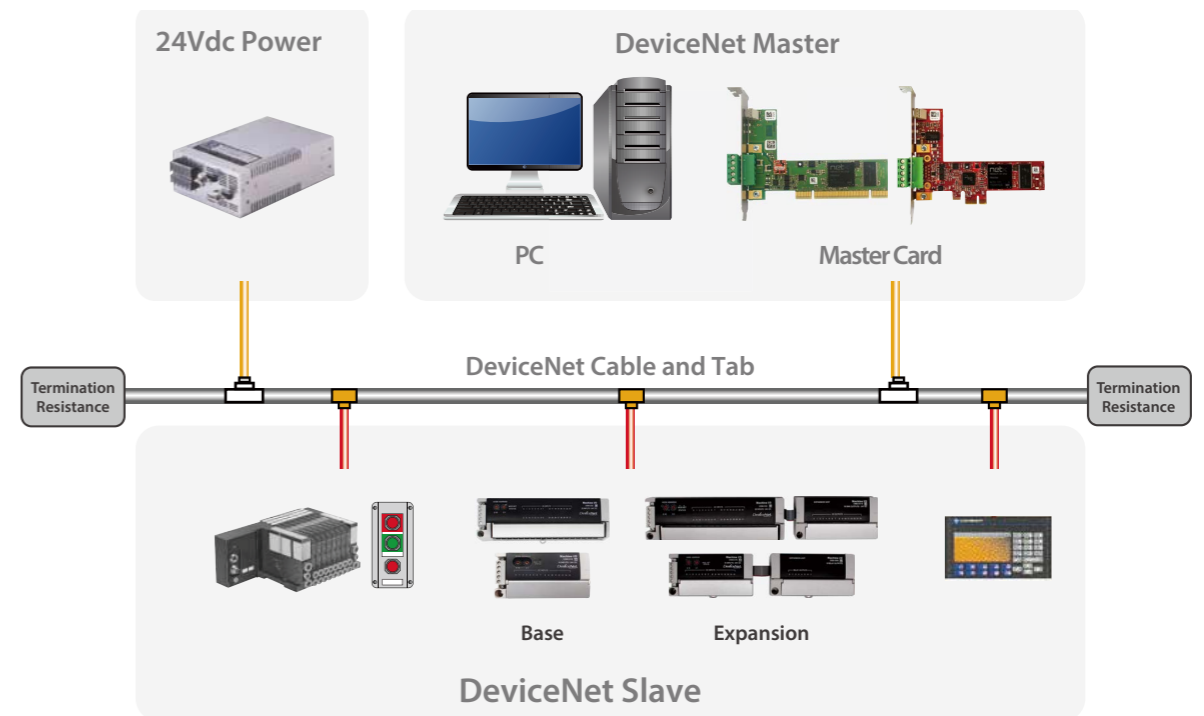 24Vdc Power
DeviceNet Master
PC
Master Card
DeviceNet Cable and Tab
Termination
Resistance
Termination
Resistance
Base
Expansion
DeviceNet Slave